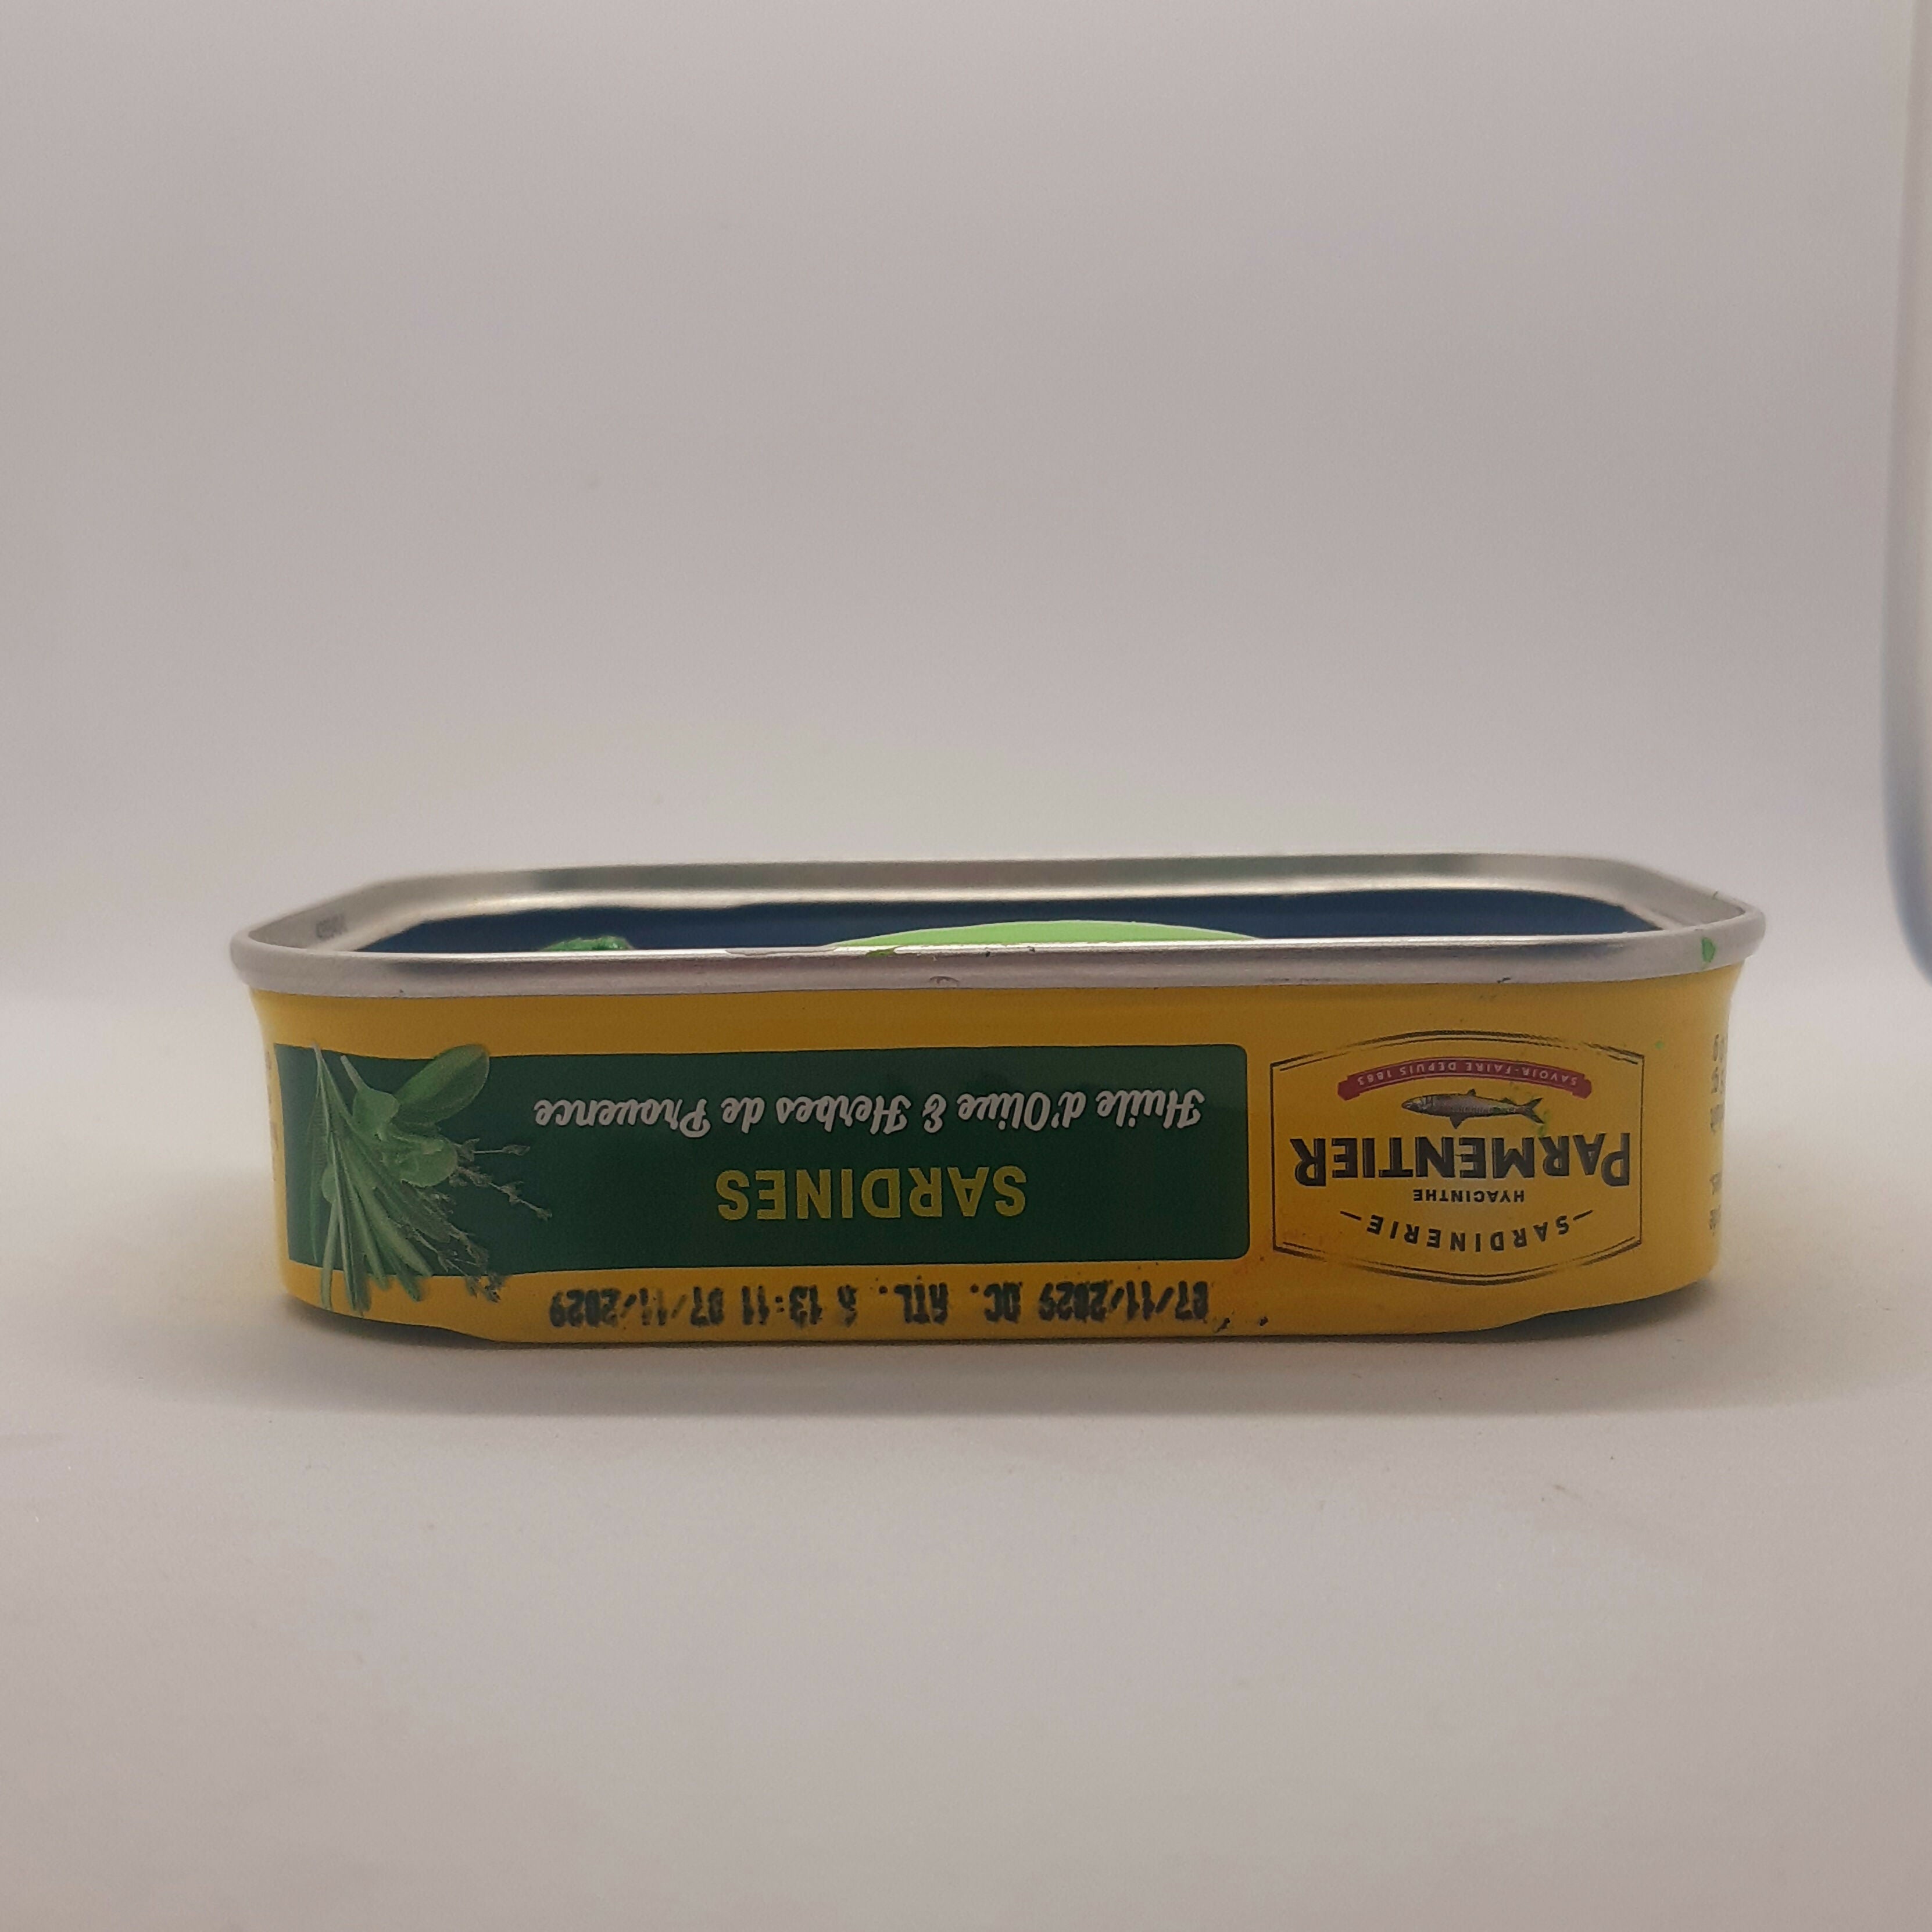 07/11/2029 OC. ATL. 5 13:11 07/11/2029
SARDINERIE
HYACINTHE
PARMENTIER
SAVOIR-FAIRE DEPUIS 1883
SARDINES
Huile d'Olive & Herbes de Provence